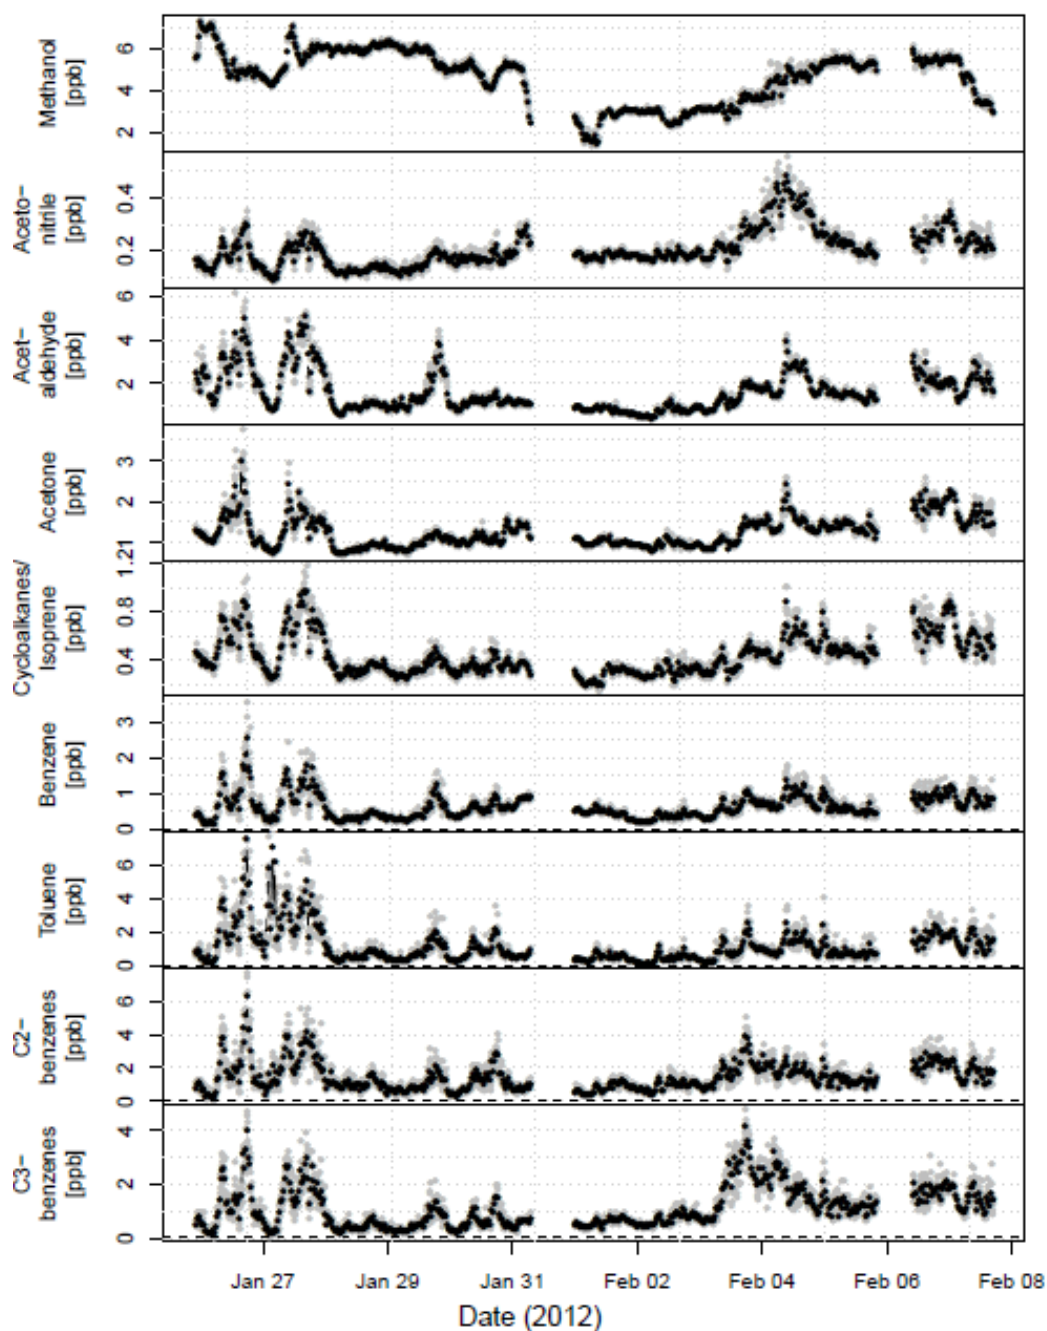 Methanol
[ppb]
2 4 6
Aceto-
nitrile
[ppb]
0.2 0.4
Acet-
aldehyde
[ppb]
2 4 6
Acetone
[ppb]
1.21 2 3
Cycloalkanes/
Isoprene
[ppb]
0.4 0.8
Benzene
[ppb]
0 1 2 3
Toluene
[ppb]
0 2 4 6
C2-
benzenes
[ppb]
0 2 4 6
C3-
benzenes
[ppb]
0 2 4
Jan 27 Jan 29 Jan 31 Feb 02 Feb 04 Feb 06 Feb 08
Date (2012)